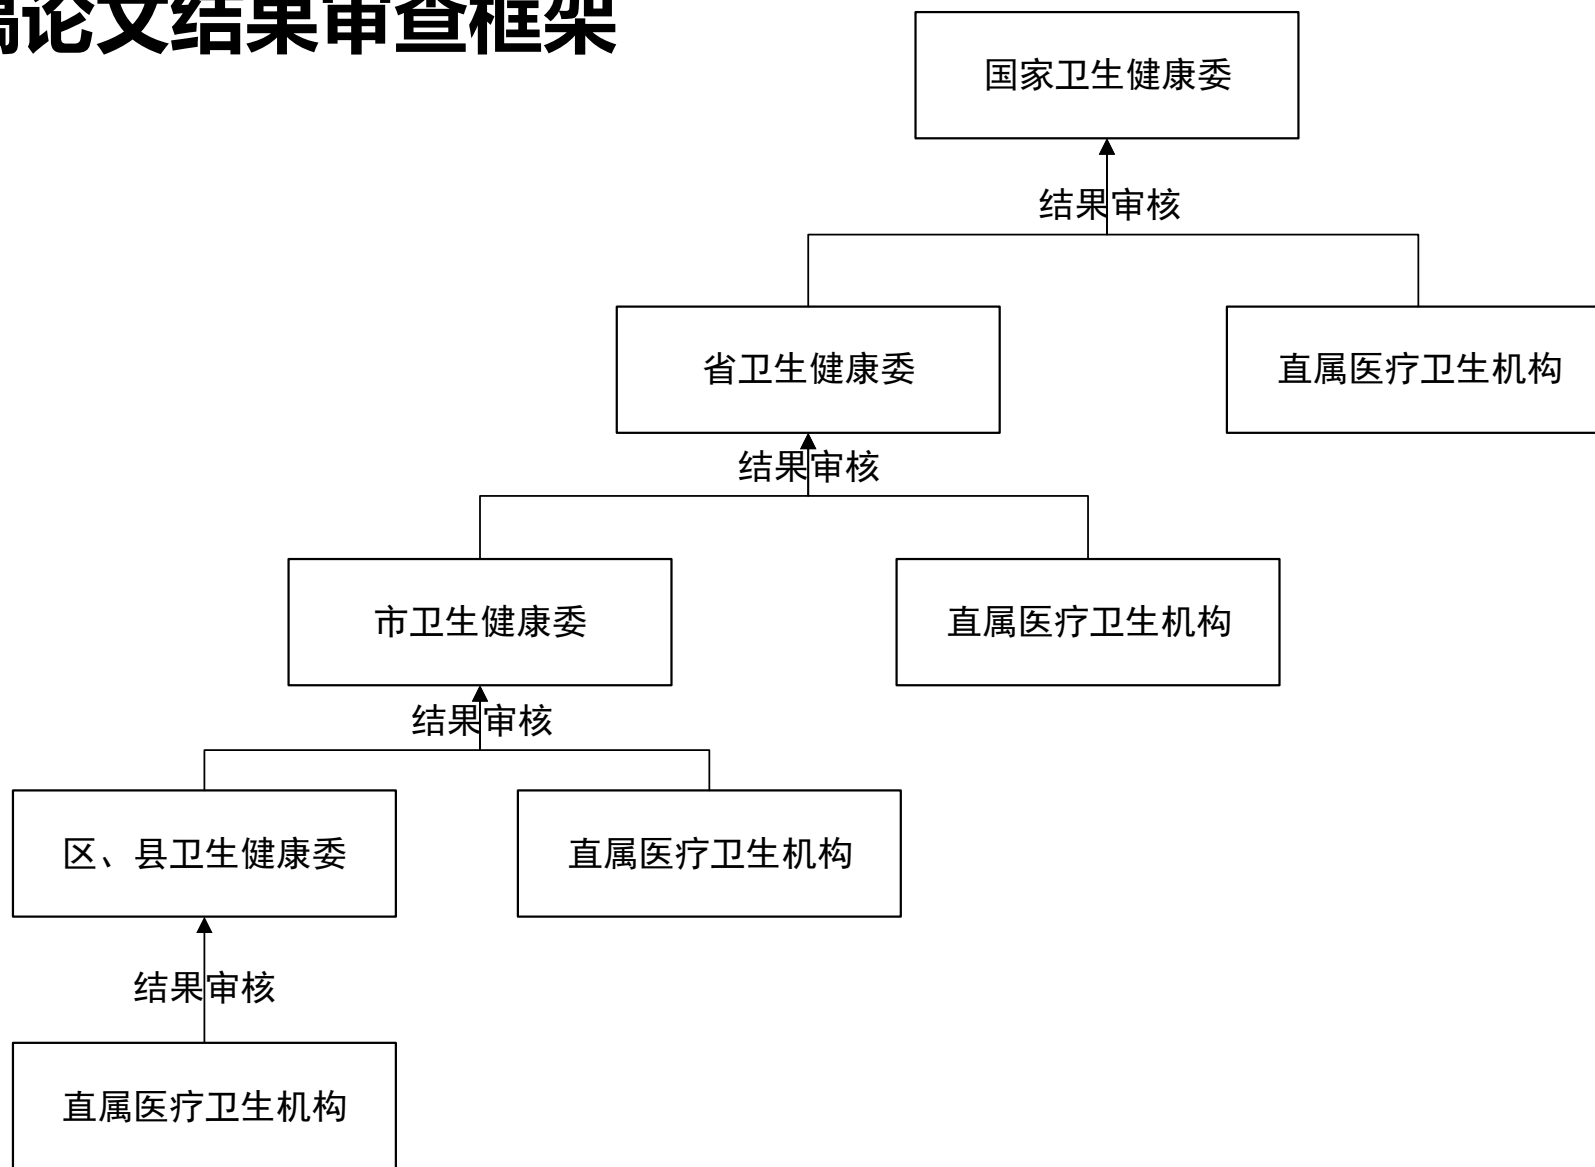 论文结果审查框架
国家卫生健康委
结果审核
省卫生健康委
直属医疗卫生机构
结果审核
市卫生健康委
直属医疗卫生机构
结果审核
区、县卫生健康委
直属医疗卫生机构
结果审核
直属医疗卫生机构